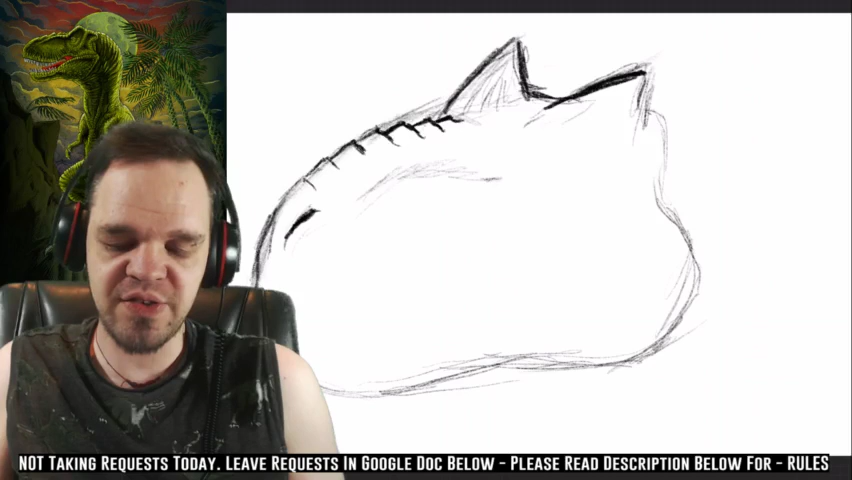 NOT Taking Requests Today. Leave Requests In Google Doc Below - Please Read Description Below For - RULES